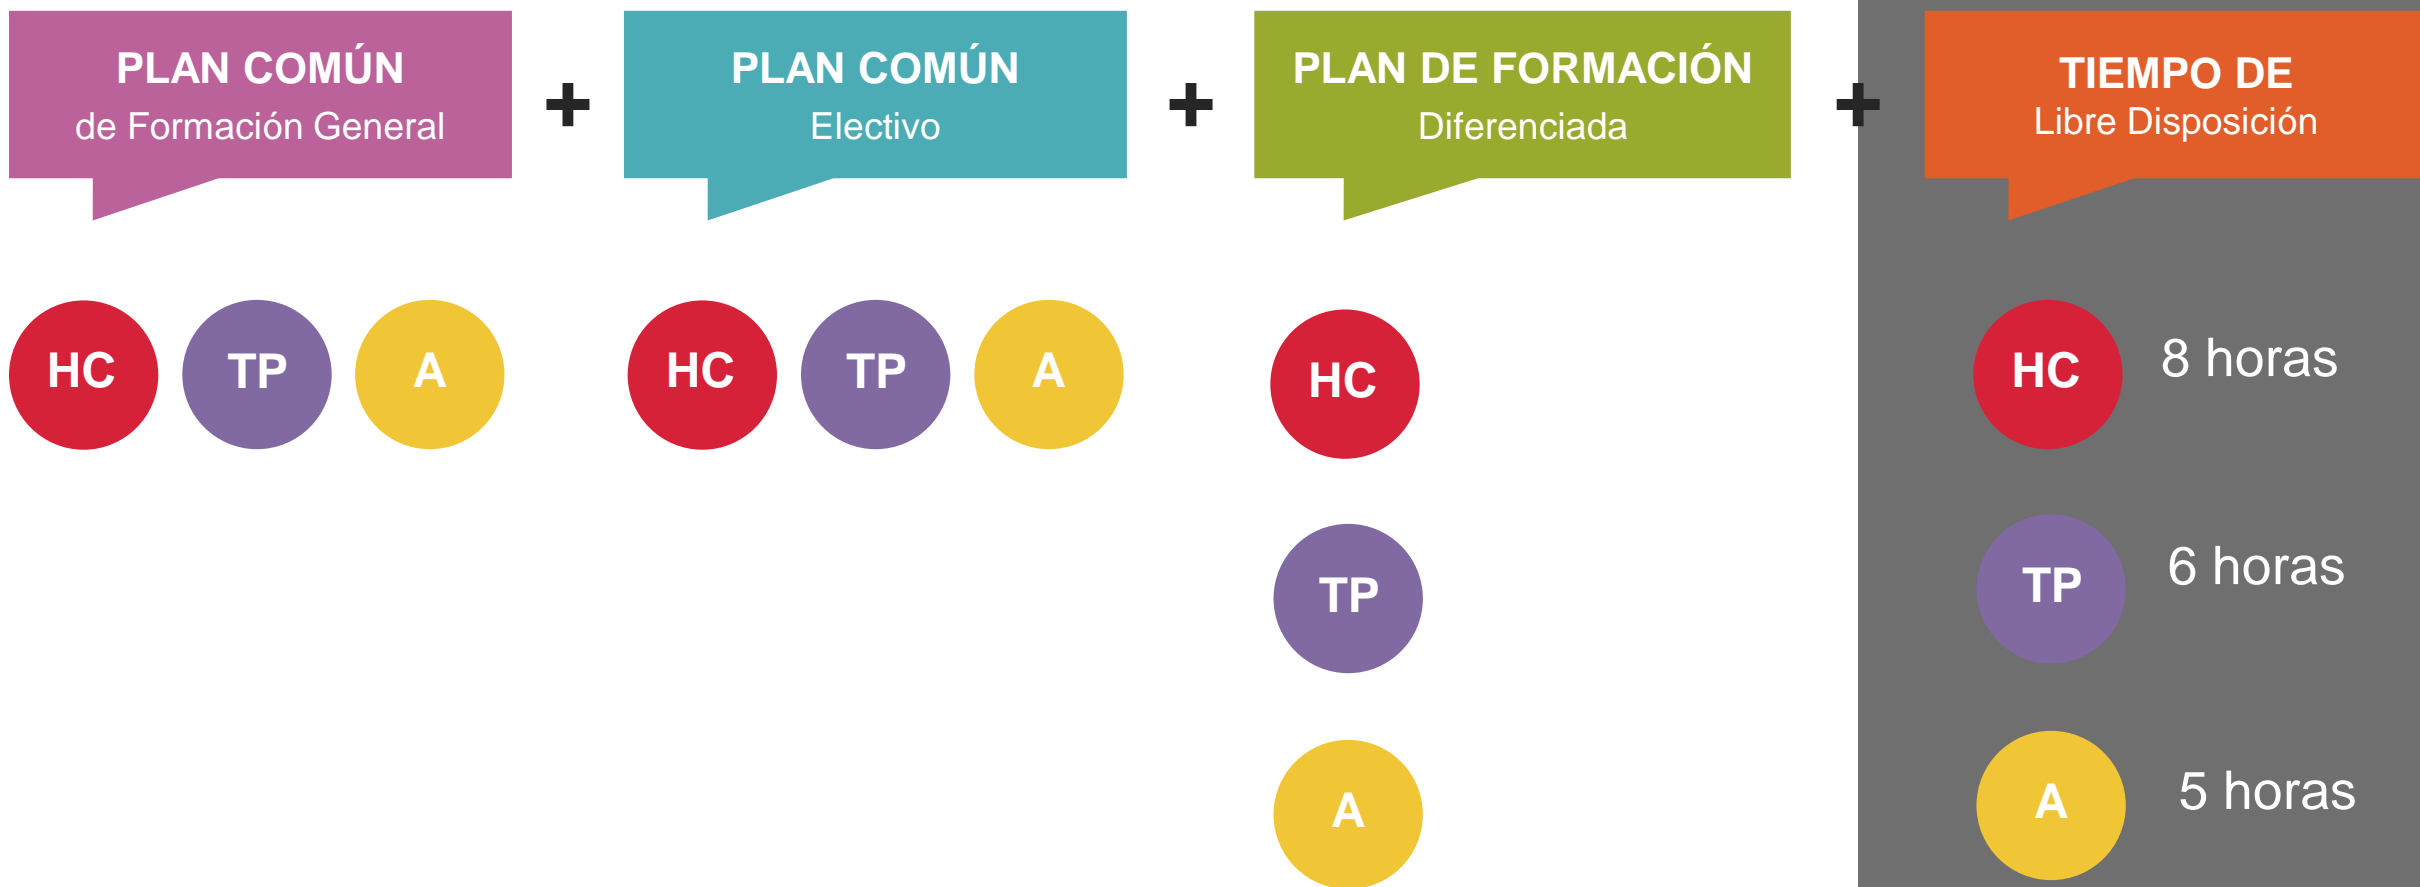 PLAN COMÚN
de Formación General
+
PLAN COMÚN
Electivo
+
PLAN DE FORMACIÓN
Diferenciada
+
TIEMPO DE
Libre Disposición
HC TP A
HC TP A
HC
TP
A
HC 8 horas
TP 6 horas
A 5 horas